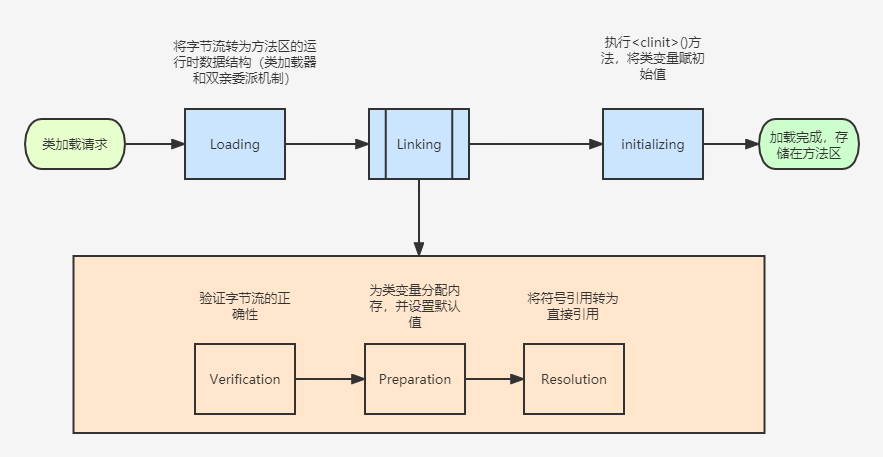 将字节流转为方法区的运
行时数据结构（类加载器
和双亲委派机制）
执行<clinit>()方
法，将类变量赋初
始值
类加载请求
Loading
Linking
initializing
加载完成，存
储在方法区
验证字节流的正
确性
为类变量分配内
存，并设置默认
值
将符号引用转为
直接引用
Verification
Preparation
Resolution